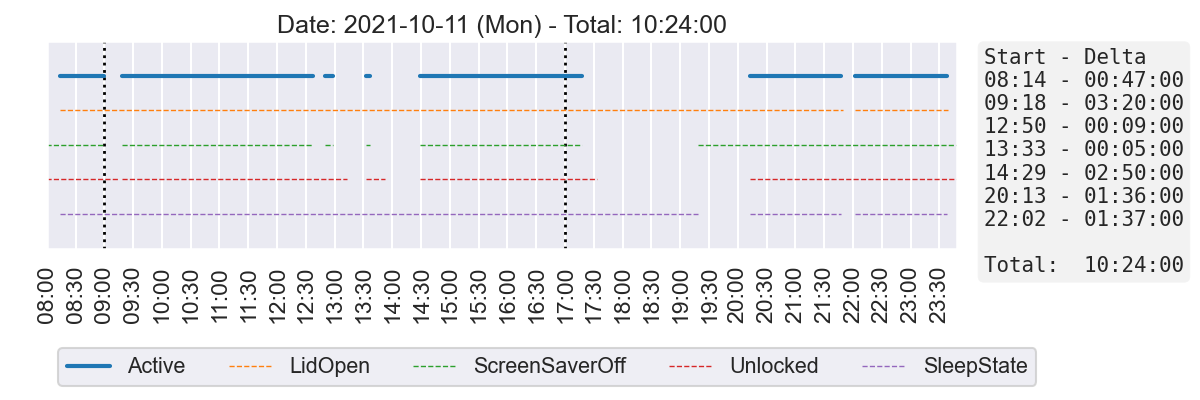 Date: 2021-10-11 (Mon) - Total: 10:24:00
Start - Delta
08:14 - 00:47:00
09:18 - 03:20:00
12:50 - 00:09:00
13:33 - 00:05:00
14:29 - 02:50:00
20:13 - 01:36:00
22:02 - 01:37:00
Total:  10:24:00
08:00
08:30
09:00
09:30
10:00
10:30
11:00
11:30
12:00
12:30
13:00
13:30
14:00
14:30
15:00
15:30
16:00
16:30
17:00
17:30
18:00
18:30
19:00
19:30
20:00
20:30
21:00
21:30
22:00
22:30
23:00
23:30
Active LidOpen ScreenSaverOff Unlocked SleepState